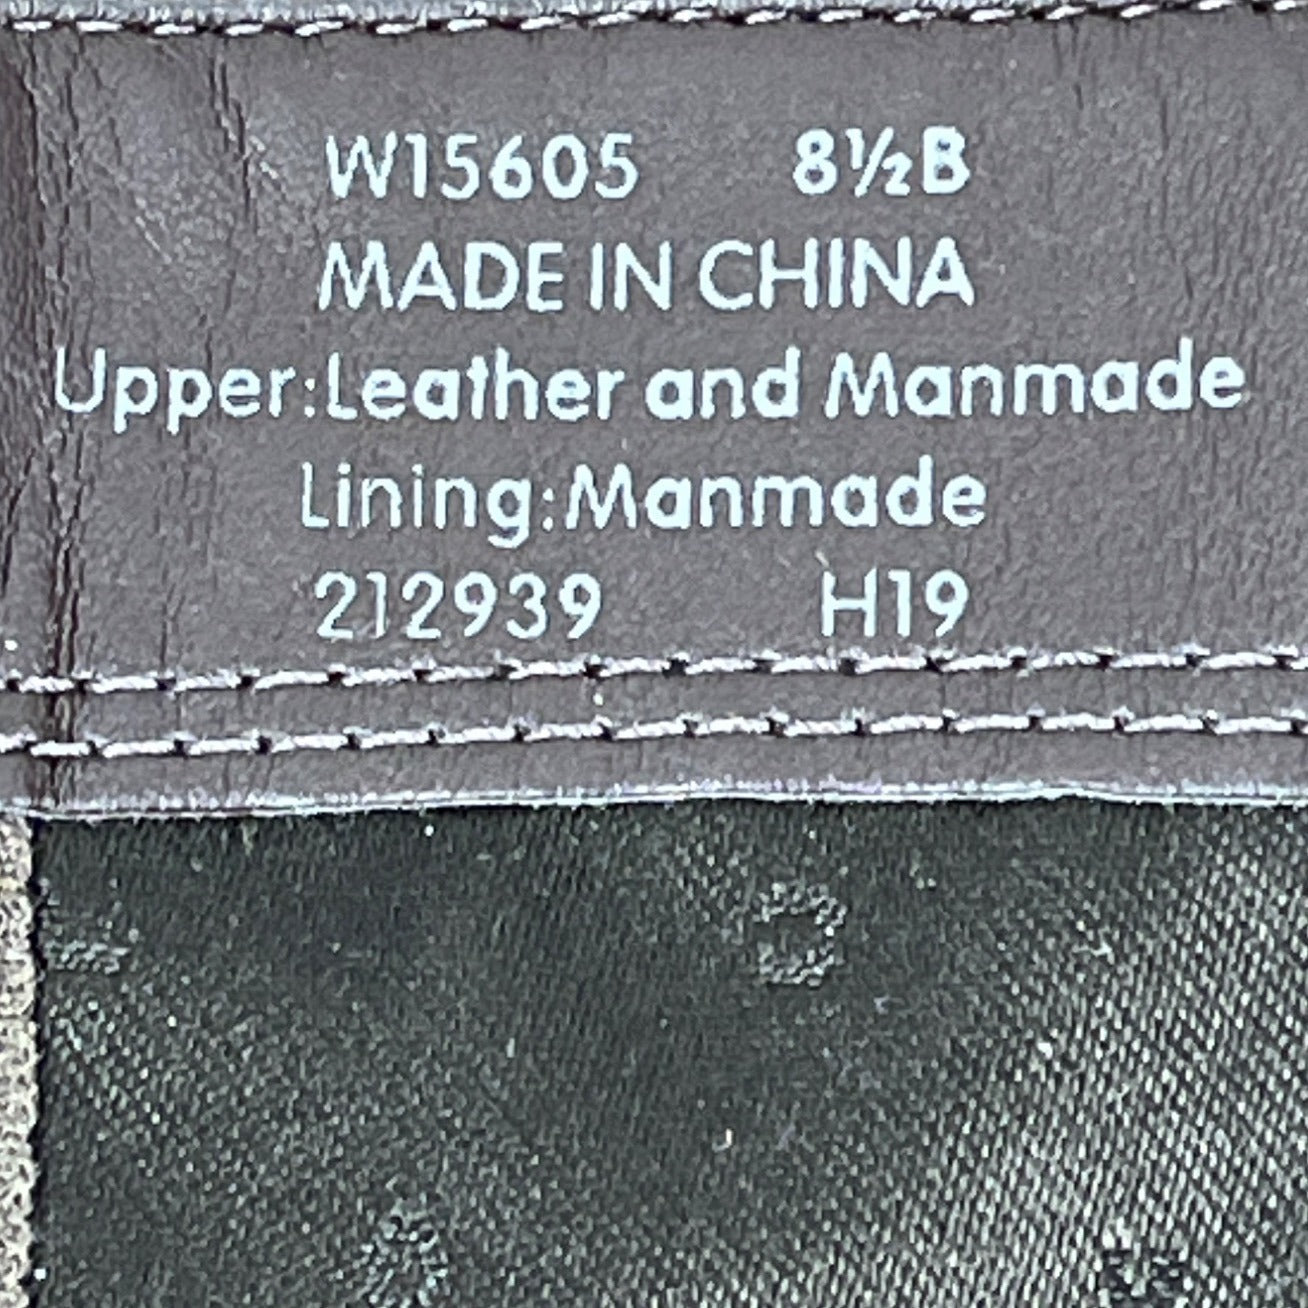 W15605 8½B
MADE IN CHINA
Upper:Leather and Manmade
Lining:Manmade
212939 H19